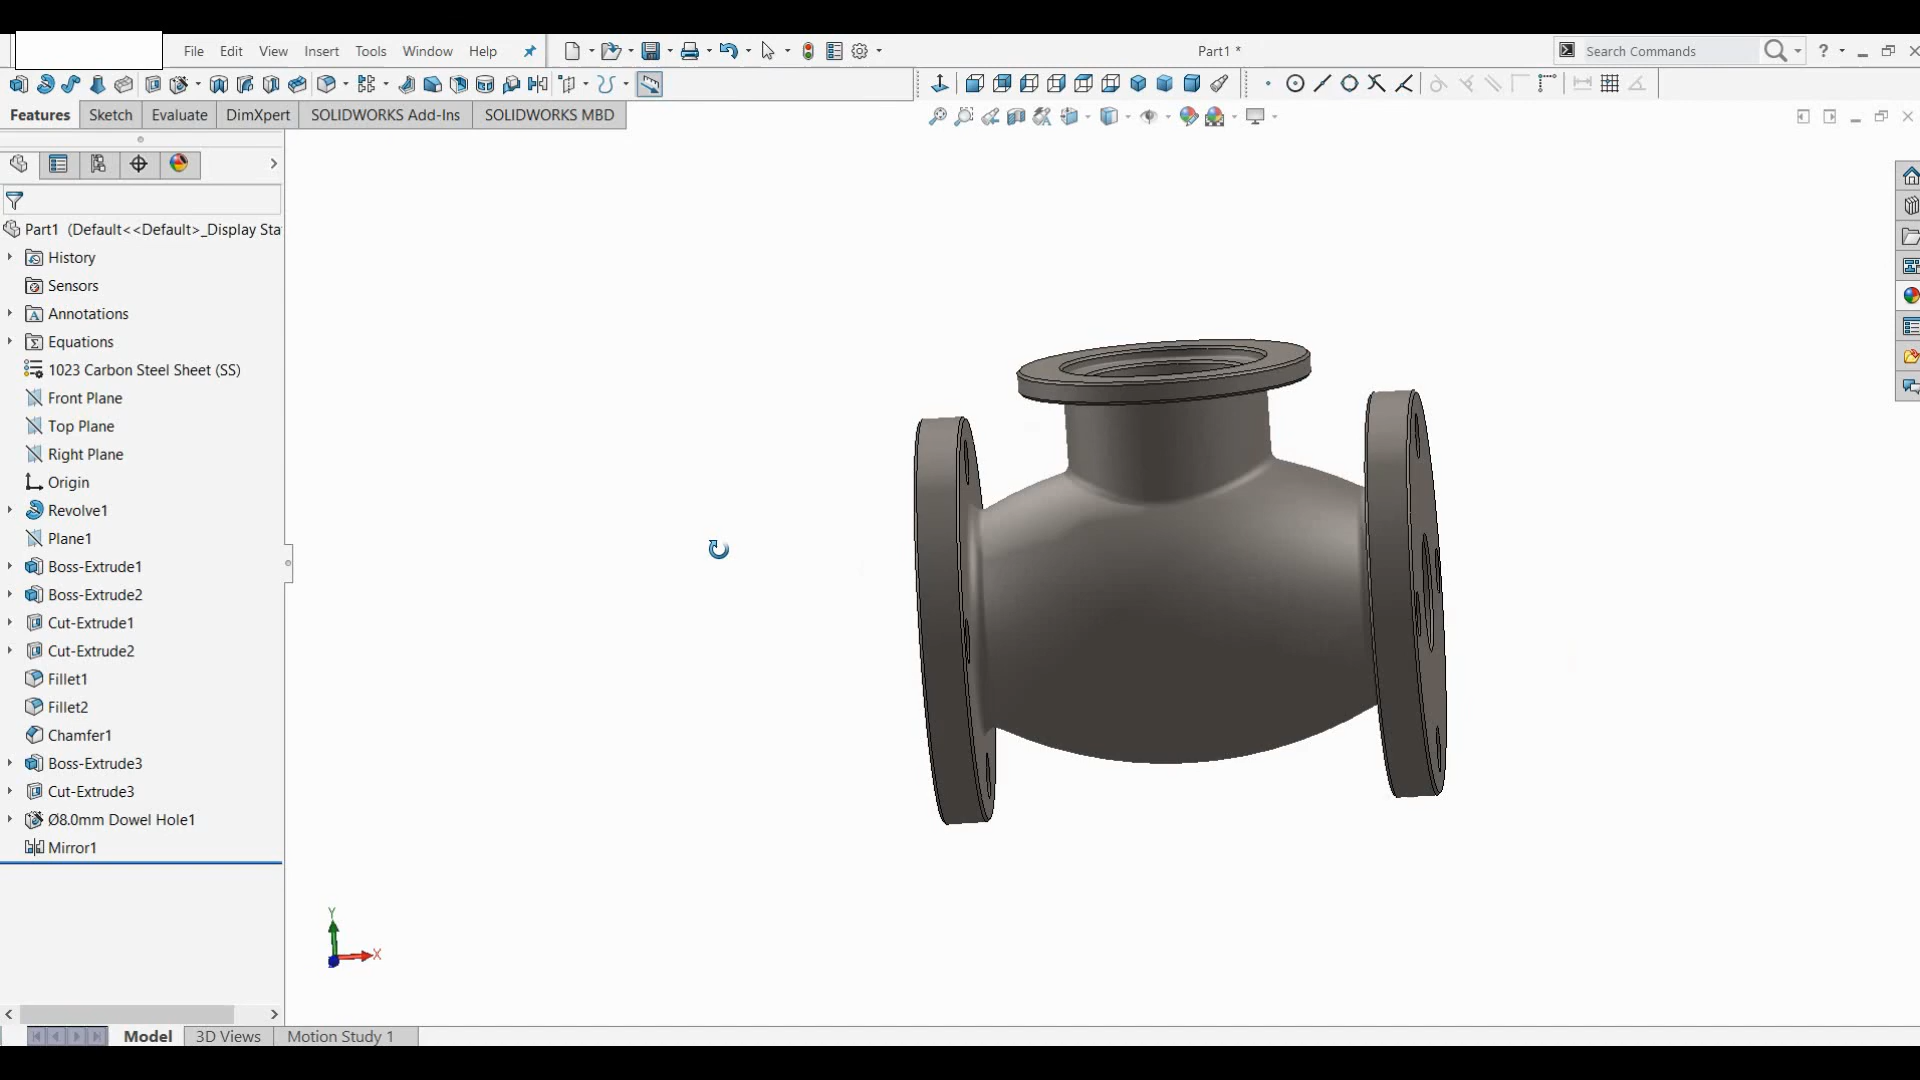 File Edit View Insert Tools Window Help
Part1 *
Search Commands
?
Features Sketch Evaluate DimXpert SOLIDWORKS Add-Ins SOLIDWORKS MBD
Part1 (Default<<Default>_Display Sta
History
Sensors
Annotations
Equations
1023 Carbon Steel Sheet (SS)
Front Plane
Top Plane
Right Plane
Origin
Revolve1
Plane1
Boss-Extrude1
Boss-Extrude2
Cut-Extrude1
Cut-Extrude2
Fillet1
Fillet2
Chamfer1
Boss-Extrude3
Cut-Extrude3
Ø8.0mm Dowel Hole1
Mirror1
Y
X
Model 3D Views Motion Study 1